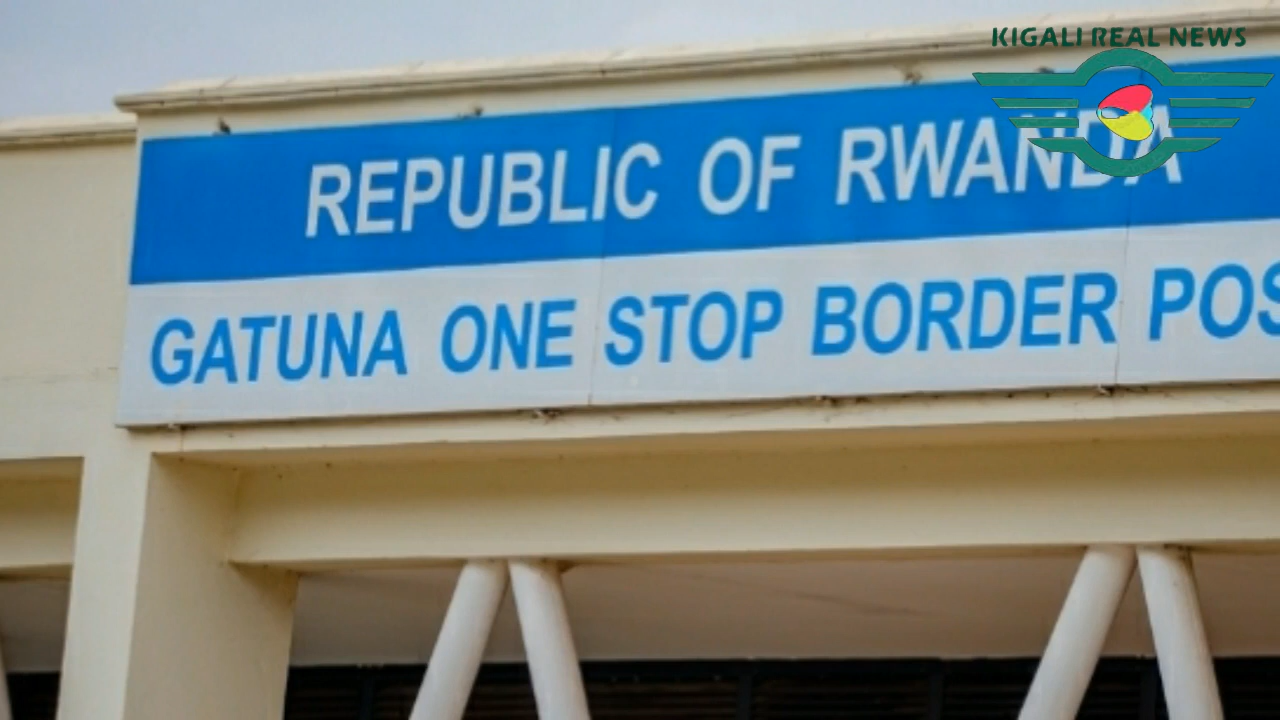 KIGALI REAL NEWS
REPUBLIC OF RWANDA
GATUNA ONE STOP BORDER POS